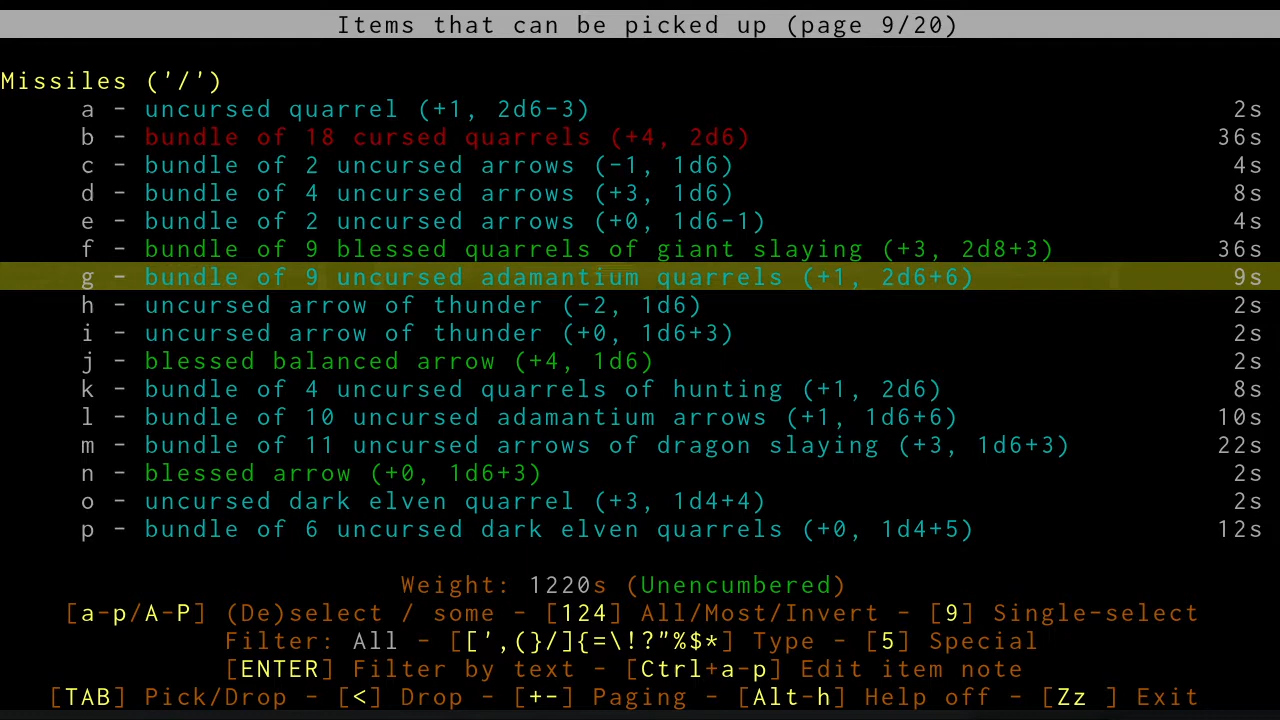 Items that can be picked up (page 9/20)
Missiles ('/')
a - uncursed quarrel (+1, 2d6-3) 2s
b - bundle of 18 cursed quarrels (+4, 2d6) 36s
c - bundle of 2 uncursed arrows (-1, 1d6) 4s
d - bundle of 4 uncursed arrows (+3, 1d6) 8s
e - bundle of 2 uncursed arrows (+0, 1d6-1) 4s
f - bundle of 9 blessed quarrels of giant slaying (+3, 2d8+3) 36s
g - bundle of 9 uncursed adamantium quarrels (+1, 2d6+6) 9s
h - uncursed arrow of thunder (-2, 1d6) 2s
i - uncursed arrow of thunder (+0, 1d6+3) 2s
j - blessed balanced arrow (+4, 1d6) 2s
k - bundle of 4 uncursed quarrels of hunting (+1, 2d6) 8s
l - bundle of 10 uncursed adamantium arrows (+1, 1d6+6) 10s
m - bundle of 11 uncursed arrows of dragon slaying (+3, 1d6+3) 22s
n - blessed arrow (+0, 1d6+3) 2s
o - uncursed dark elven quarrel (+3, 1d4+4) 2s
p - bundle of 6 uncursed dark elven quarrels (+0, 1d4+5) 12s
Weight: 1220s (Unencumbered)
[a-p/A-P] (De)select / some - [124] All/Most/Invert - [9] Single-select
Filter: All - [[',(}/]{=\!?"%$*] Type - [5] Special
[ENTER] Filter by text - [Ctrl+a-p] Edit item note
[TAB] Pick/Drop - [<] Drop - [+-] Paging - [Alt-h] Help off - [Zz ] Exit